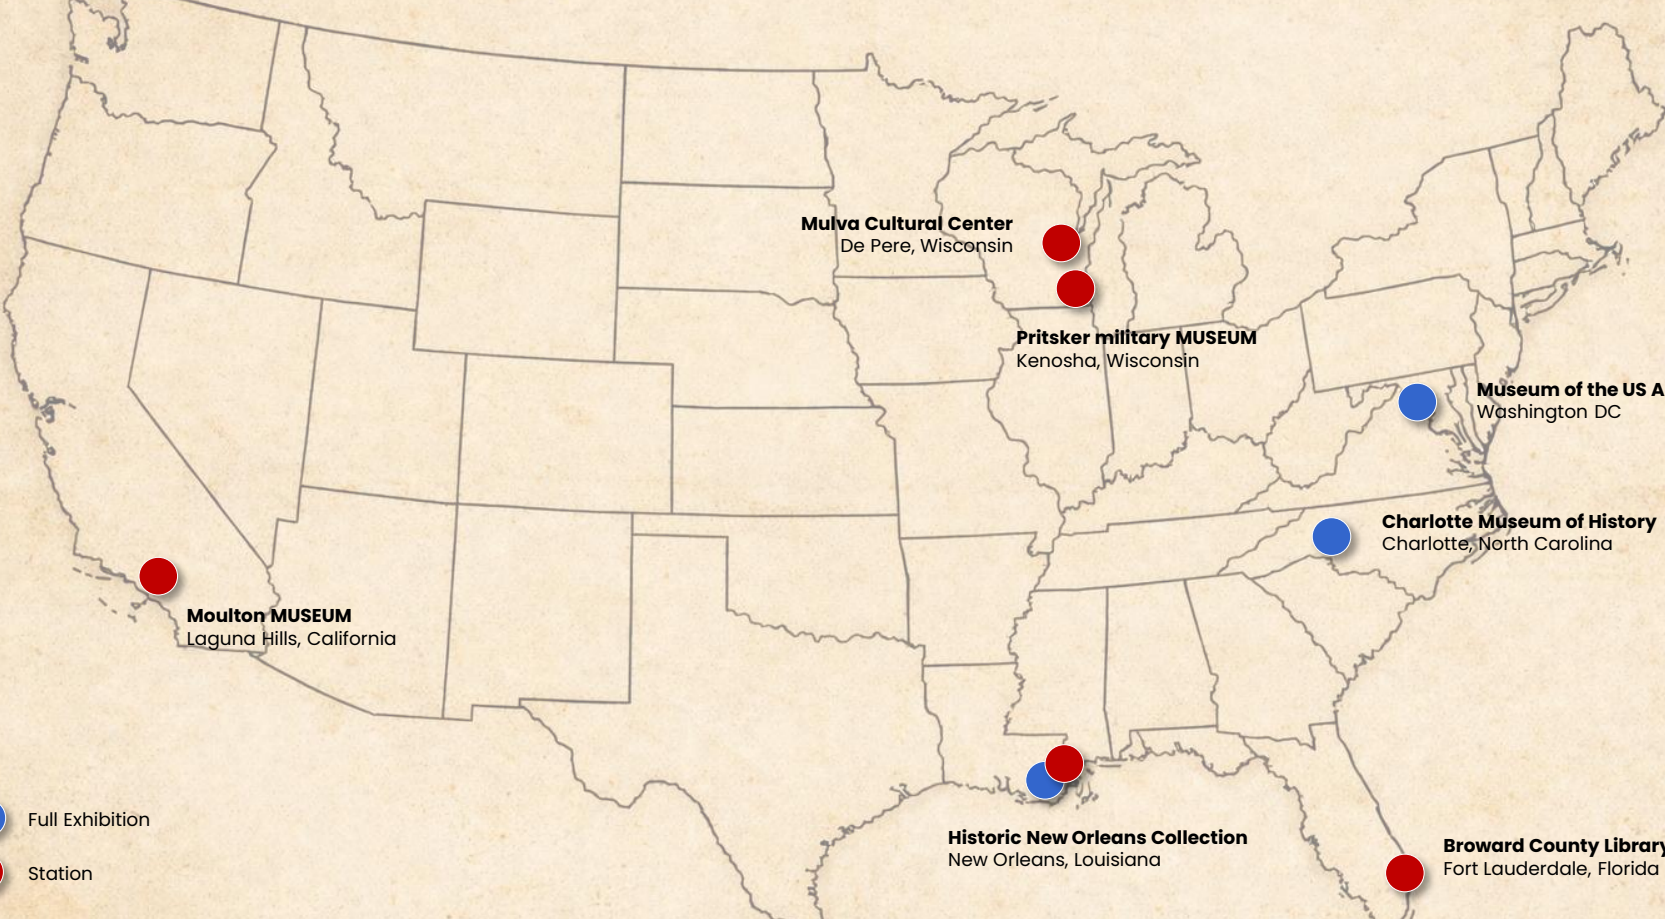 Mulva Cultural Center
De Pere, Wisconsin
Pritsker military MUSEUM
Kenosha, Wisconsin
Museum of the US A
Washington DC
Charlotte Museum of History
Charlotte, North Carolina
Moulton MUSEUM
Laguna Hills, California
Historic New Orleans Collection
New Orleans, Louisiana
Broward County Library
Fort Lauderdale, Florida
Full Exhibition
Station